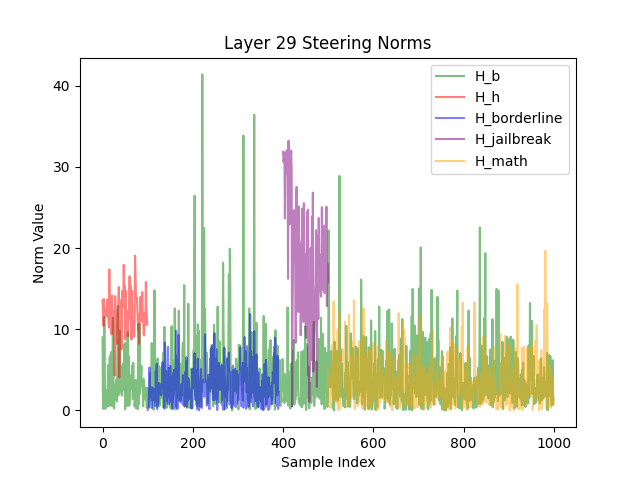 Layer 29 Steering Norms
H_b
H_h
H_borderline
H_jailbreak
H_math
Norm Value
40
30
20
10
0
0
200
400
600
800
1000
Sample Index